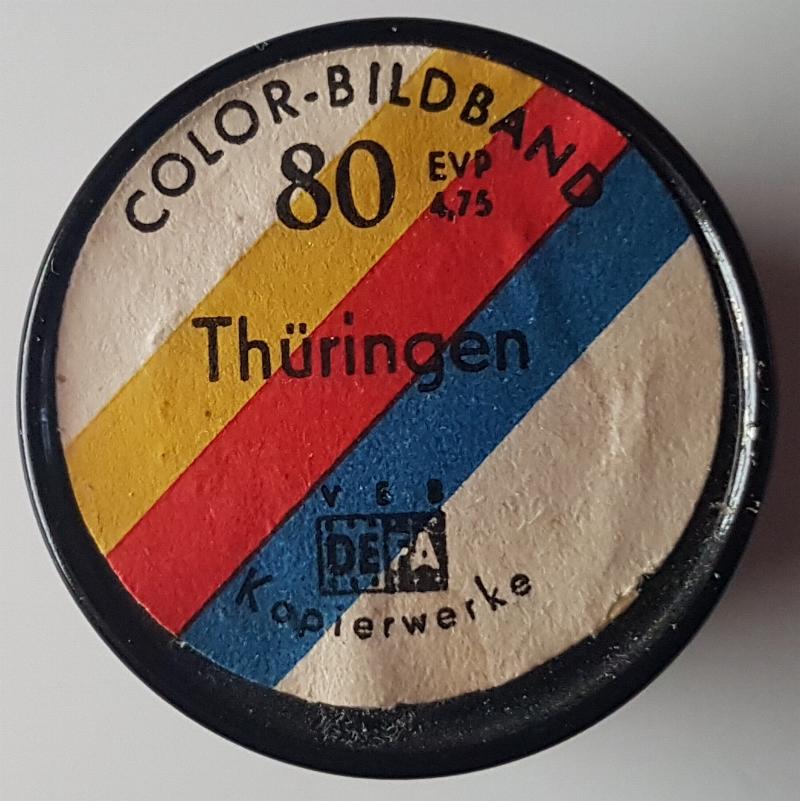 COLOR-BILDBAND
80 EVP
4,75
Thüringen
VEB
DEFA
Kopierwerke